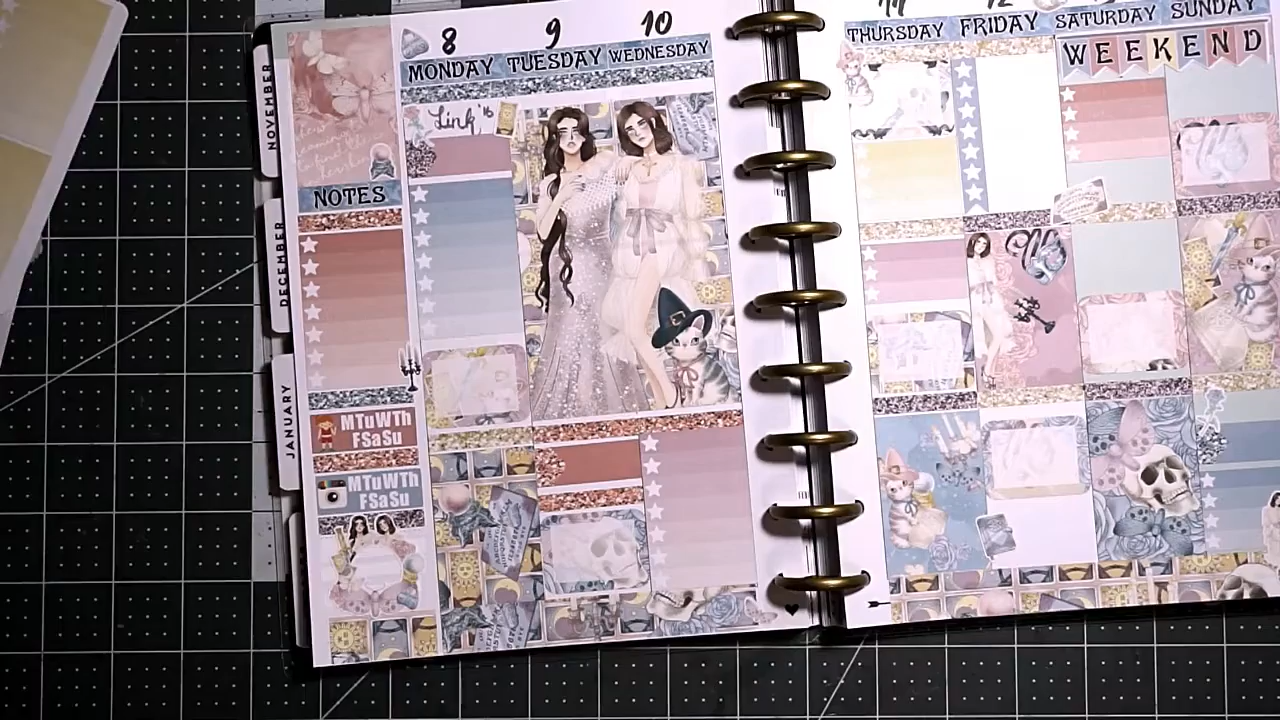 8
9
10
MONDAY
TUESDAY
WEDNESDAY
THURSDAY
FRIDAY
SATURDAY
SUNDAY
WEEKEND
NOVEMBER
DECEMBER
JANUARY
Link's
NOTES
MTuWTh
FSaSu
MTuWTh
FSaSu